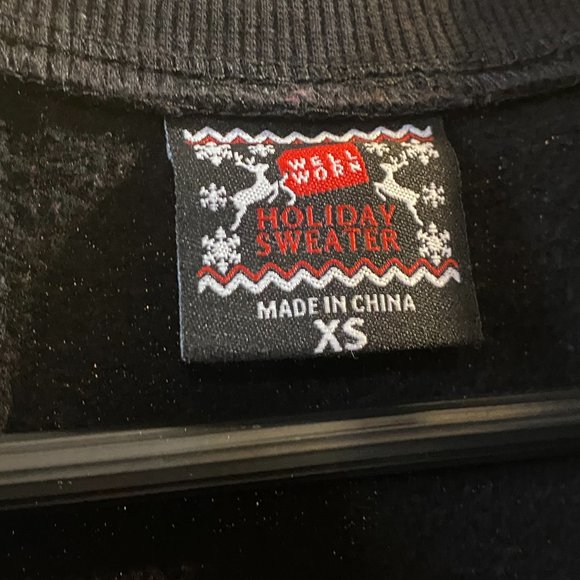 WELL
WORN
HOLIDAY
SWEATER
MADE IN CHINA
XS